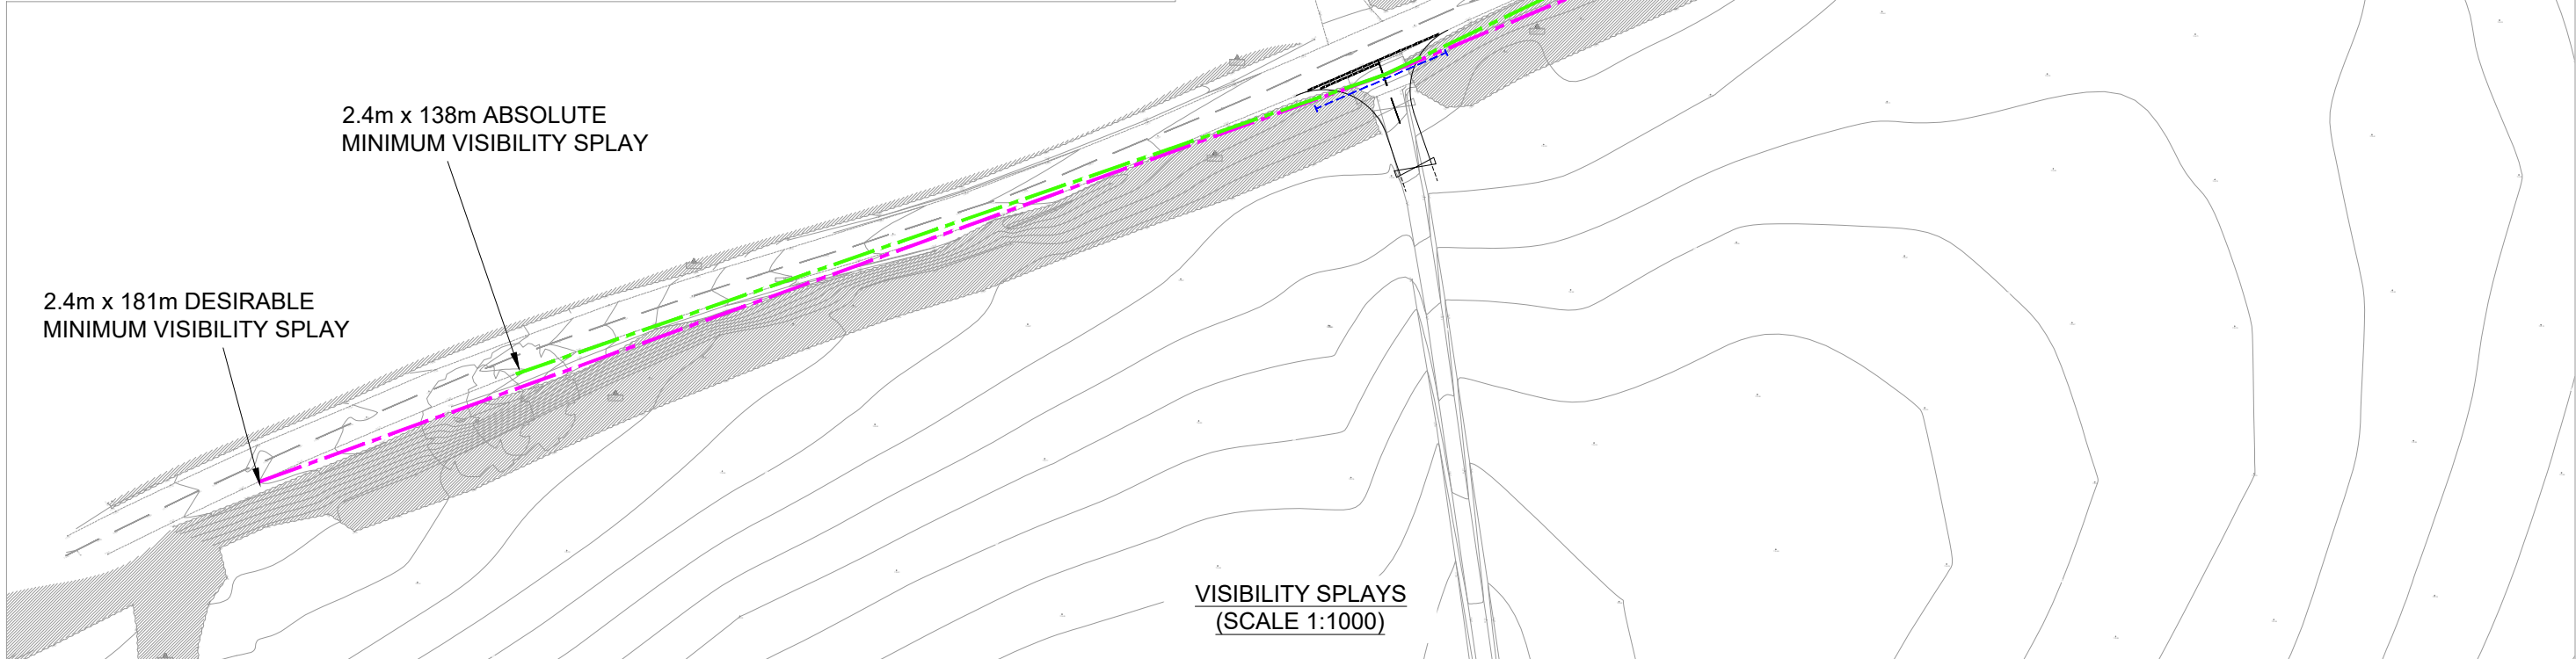 2.4m x 138m ABSOLUTE
MINIMUM VISIBILITY SPLAY
2.4m x 181m DESIRABLE
MINIMUM VISIBILITY SPLAY
VISIBILITY SPLAYS
(SCALE 1:1000)